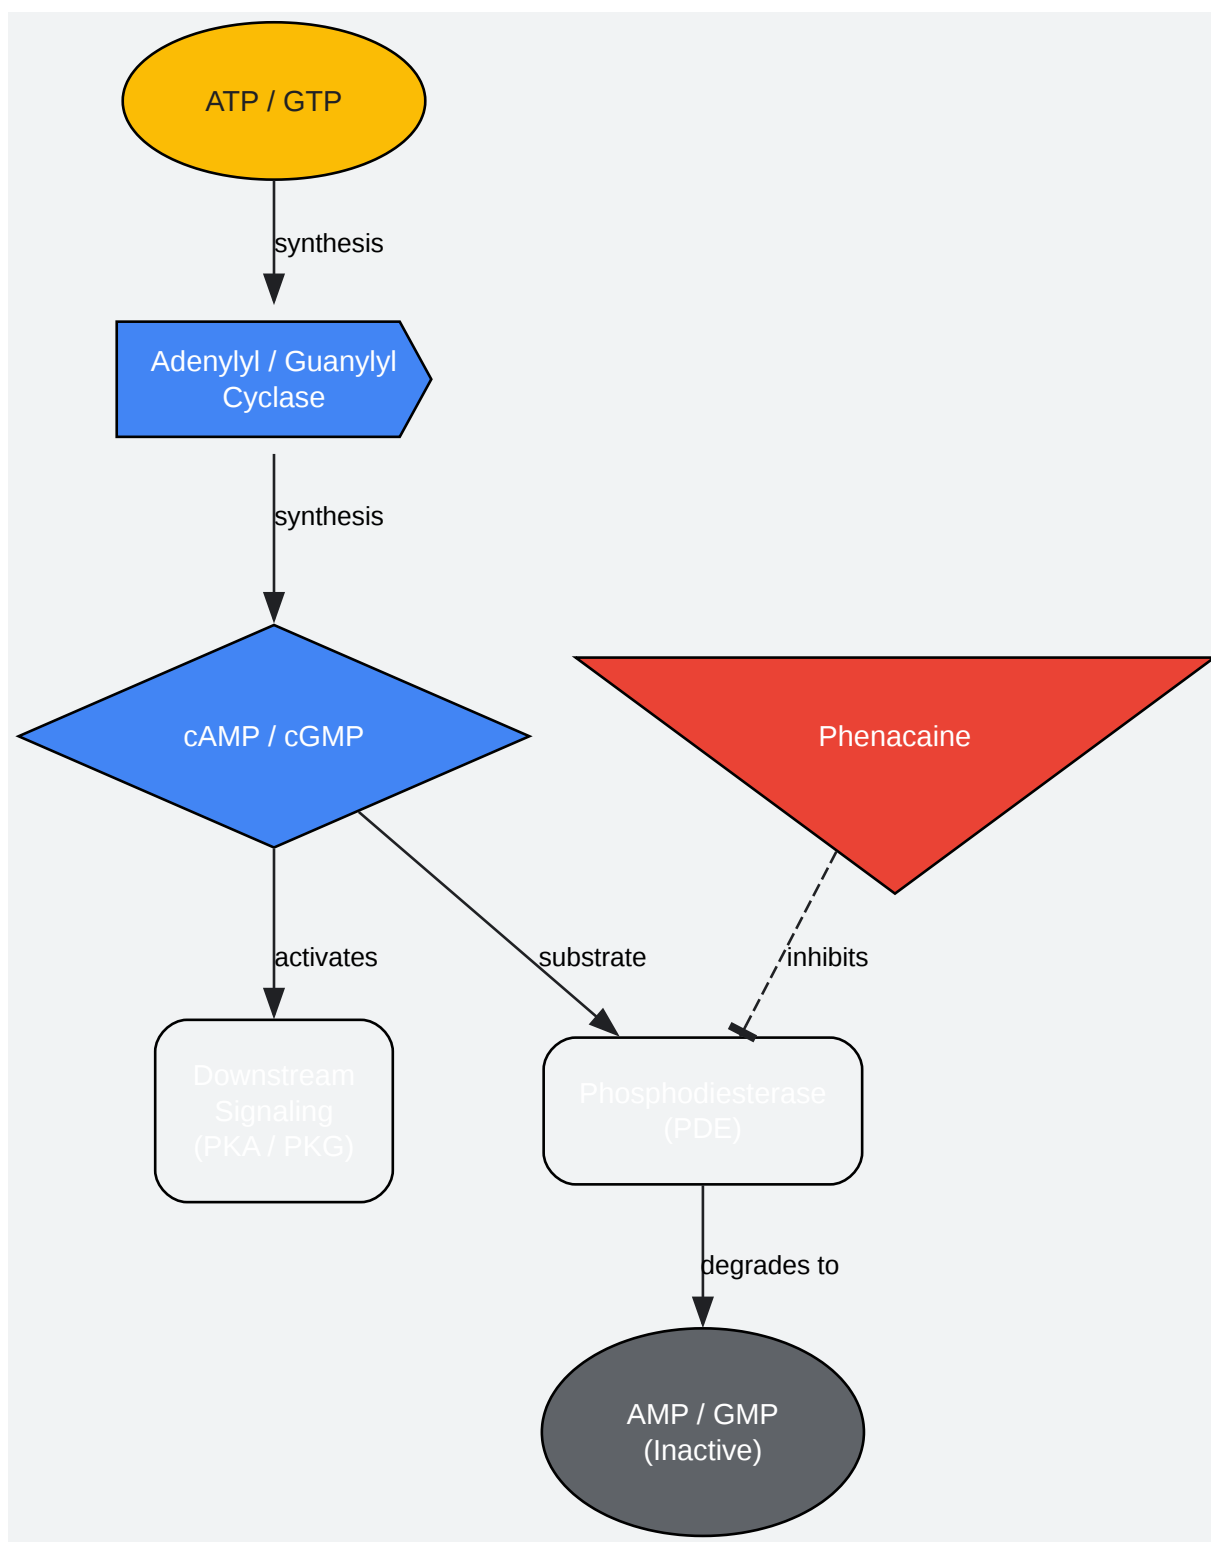 ATP / GTP
synthesis
Adenylyl / Guanylyl
Cyclase
synthesis
cAMP / cGMP
Phenacaine
activates
substrate
inhibits
Downstream
Signaling
(PKA / PKG)
Phosphodiesterase
(PDE)
degrades to
AMP / GMP
(Inactive)